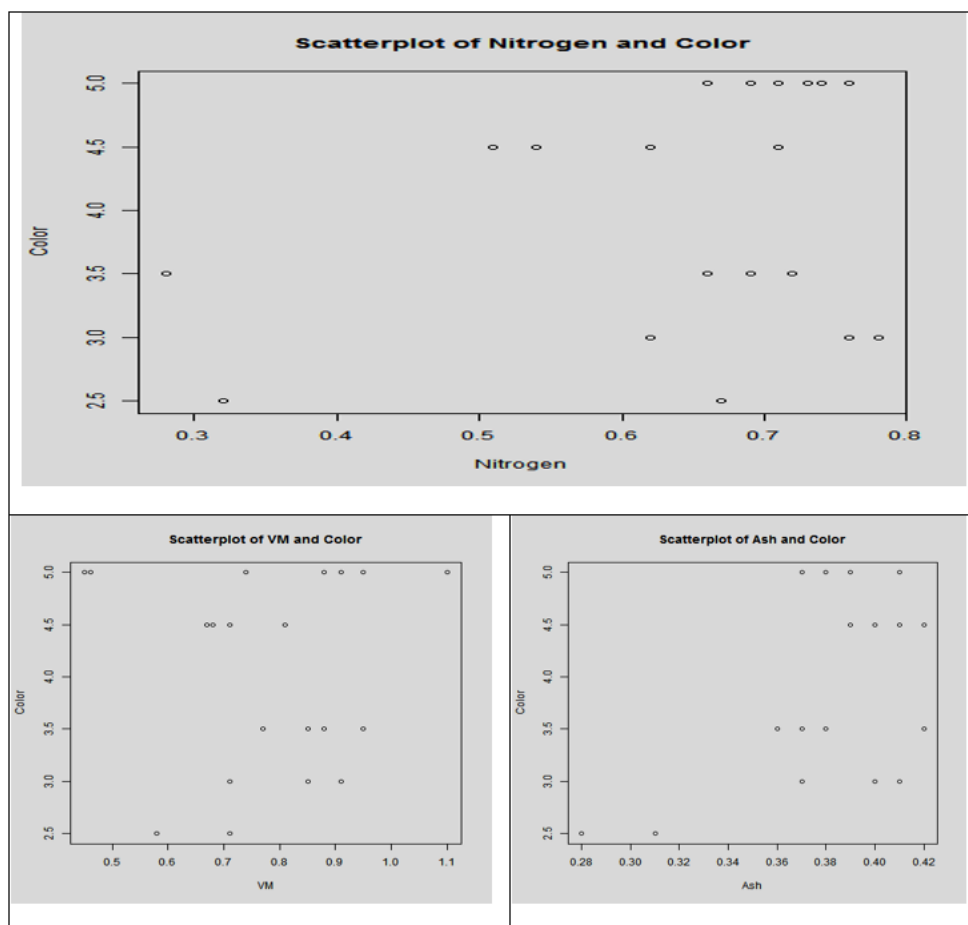 Scatterplot of Nitrogen and Color
5.0
4.5
4.0
3.5
3.0
2.5
Color
0.3 0.4 0.5 0.6 0.7 0.8
Nitrogen
Scatterplot of VM and Color
5.0
4.5
4.0
3.5
3.0
2.5
Color
0.5 0.6 0.7 0.8 0.9 1.0 1.1
VM
Scatterplot of Ash and Color
5.0
4.5
4.0
3.5
3.0
2.5
Color
0.28 0.30 0.32 0.34 0.36 0.38 0.40 0.42
Ash